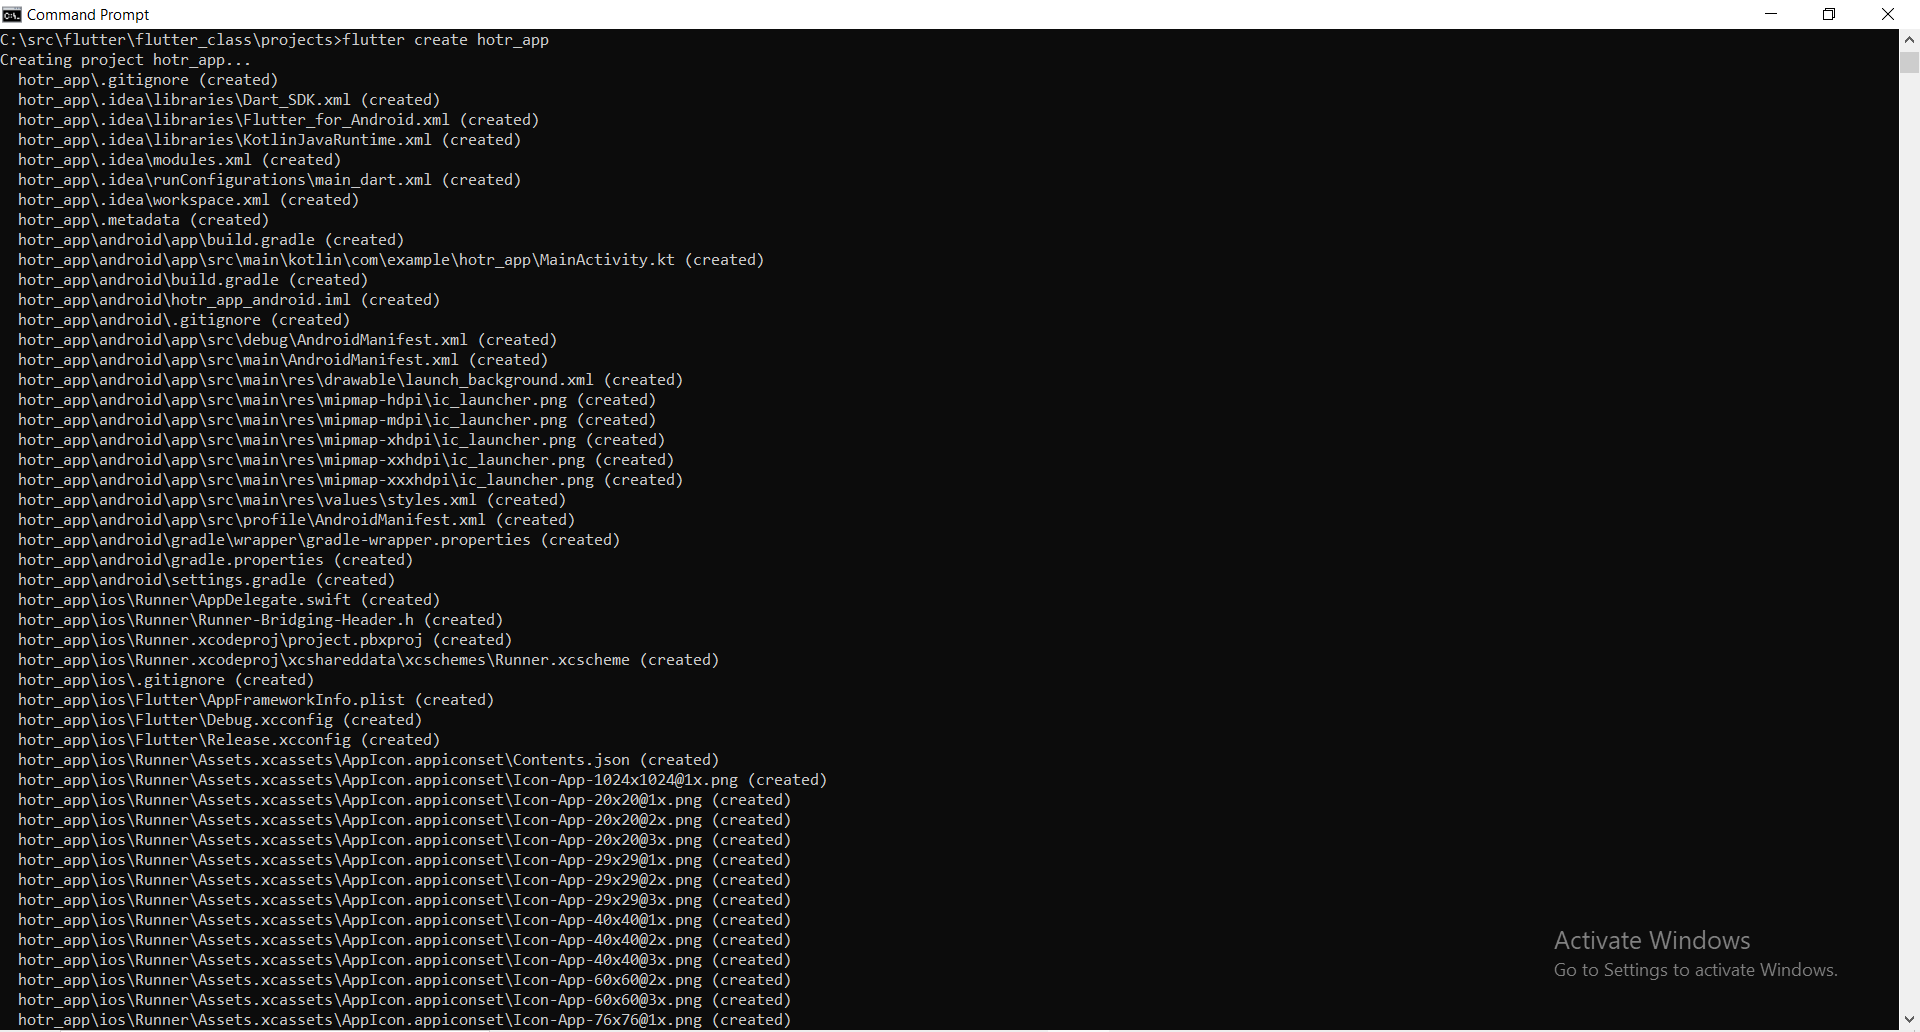 Command Prompt
C:\src\flutter\flutter_class\projects>flutter create hotr_app
Creating project hotr_app...
hotr_app\.gitignore (created)
hotr_app\.idea\libraries\Dart_SDK.xml (created)
hotr_app\.idea\libraries\Flutter_for_Android.xml (created)
hotr_app\.idea\libraries\KotlinJavaRuntime.xml (created)
hotr_app\.idea\modules.xml (created)
hotr_app\.idea\runConfigurations\main_dart.xml (created)
hotr_app\.idea\workspace.xml (created)
hotr_app\.metadata (created)
hotr_app\android\app\build.gradle (created)
hotr_app\android\app\src\main\kotlin\com\example\hotr_app\MainActivity.kt (created)
hotr_app\android\build.gradle (created)
hotr_app\android\hotr_app_android.iml (created)
hotr_app\android\.gitignore (created)
hotr_app\android\app\src\debug\AndroidManifest.xml (created)
hotr_app\android\app\src\main\AndroidManifest.xml (created)
hotr_app\android\app\src\main\res\drawable\launch_background.xml (created)
hotr_app\android\app\src\main\res\mipmap-hdpi\ic_launcher.png (created)
hotr_app\android\app\src\main\res\mipmap-mdpi\ic_launcher.png (created)
hotr_app\android\app\src\main\res\mipmap-xhdpi\ic_launcher.png (created)
hotr_app\android\app\src\main\res\mipmap-xxhdpi\ic_launcher.png (created)
hotr_app\android\app\src\main\res\mipmap-xxxhdpi\ic_launcher.png (created)
hotr_app\android\app\src\main\res\values\styles.xml (created)
hotr_app\android\app\src\profile\AndroidManifest.xml (created)
hotr_app\android\gradle\wrapper\gradle-wrapper.properties (created)
hotr_app\android\gradle.properties (created)
hotr_app\android\settings.gradle (created)
hotr_app\ios\Runner\AppDelegate.swift (created)
hotr_app\ios\Runner\Runner-Bridging-Header.h (created)
hotr_app\ios\Runner.xcodeproj\project.pbxproj (created)
hotr_app\ios\Runner.xcodeproj\xcshareddata\xcschemes\Runner.xcscheme (created)
hotr_app\ios\.gitignore (created)
hotr_app\ios\Flutter\AppFrameworkInfo.plist (created)
hotr_app\ios\Flutter\Debug.xcconfig (created)
hotr_app\ios\Flutter\Release.xcconfig (created)
hotr_app\ios\Runner\Assets.xcassets\AppIcon.appiconset\Contents.json (created)
hotr_app\ios\Runner\Assets.xcassets\AppIcon.appiconset\Icon-App-1024x1024@1x.png (created)
hotr_app\ios\Runner\Assets.xcassets\AppIcon.appiconset\Icon-App-20x20@1x.png (created)
hotr_app\ios\Runner\Assets.xcassets\AppIcon.appiconset\Icon-App-20x20@2x.png (created)
hotr_app\ios\Runner\Assets.xcassets\AppIcon.appiconset\Icon-App-20x20@3x.png (created)
hotr_app\ios\Runner\Assets.xcassets\AppIcon.appiconset\Icon-App-29x29@1x.png (created)
hotr_app\ios\Runner\Assets.xcassets\AppIcon.appiconset\Icon-App-29x29@2x.png (created)
hotr_app\ios\Runner\Assets.xcassets\AppIcon.appiconset\Icon-App-29x29@3x.png (created)
hotr_app\ios\Runner\Assets.xcassets\AppIcon.appiconset\Icon-App-40x40@1x.png (created)
hotr_app\ios\Runner\Assets.xcassets\AppIcon.appiconset\Icon-App-40x40@2x.png (created)
hotr_app\ios\Runner\Assets.xcassets\AppIcon.appiconset\Icon-App-40x40@3x.png (created)
hotr_app\ios\Runner\Assets.xcassets\AppIcon.appiconset\Icon-App-60x60@2x.png (created)
hotr_app\ios\Runner\Assets.xcassets\AppIcon.appiconset\Icon-App-60x60@3x.png (created)
hotr_app\ios\Runner\Assets.xcassets\AppIcon.appiconset\Icon-App-76x76@1x.png (created)
Activate Windows
Go to Settings to activate Windows.